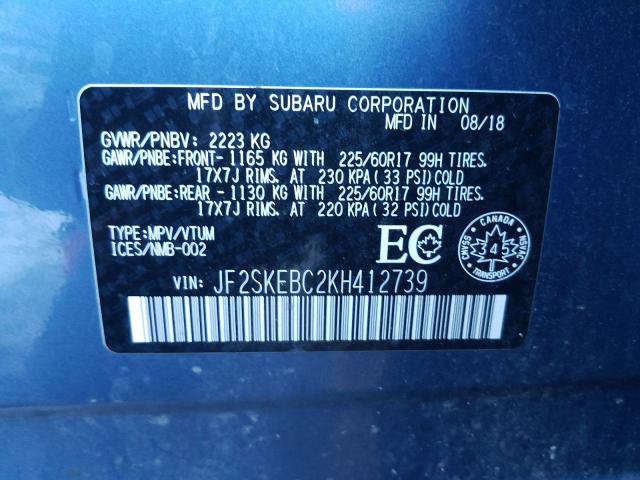 MFD BY SUBARU CORPORATION
MFD IN 08/18
GVWR/PNBV: 2223 KG
GAWR/PNBE:FRONT- 1165 KG WITH 225/60R17 99H TIRES.
17X7J RIMS. AT 230 KPA(33 PSI)COLD
GAWR/PNBE:REAR - 1130 KG WITH 225/60R17 99H TIRES.
17X7J RIMS. AT 220 KPA(32 PSI)COLD
TYPE:MPV/VTUM
ICES/NMB-002
EC
CANADA
CMVSS
345
NSVAC
TRANSPORT
VIN: JF2SKEBC2KH412739